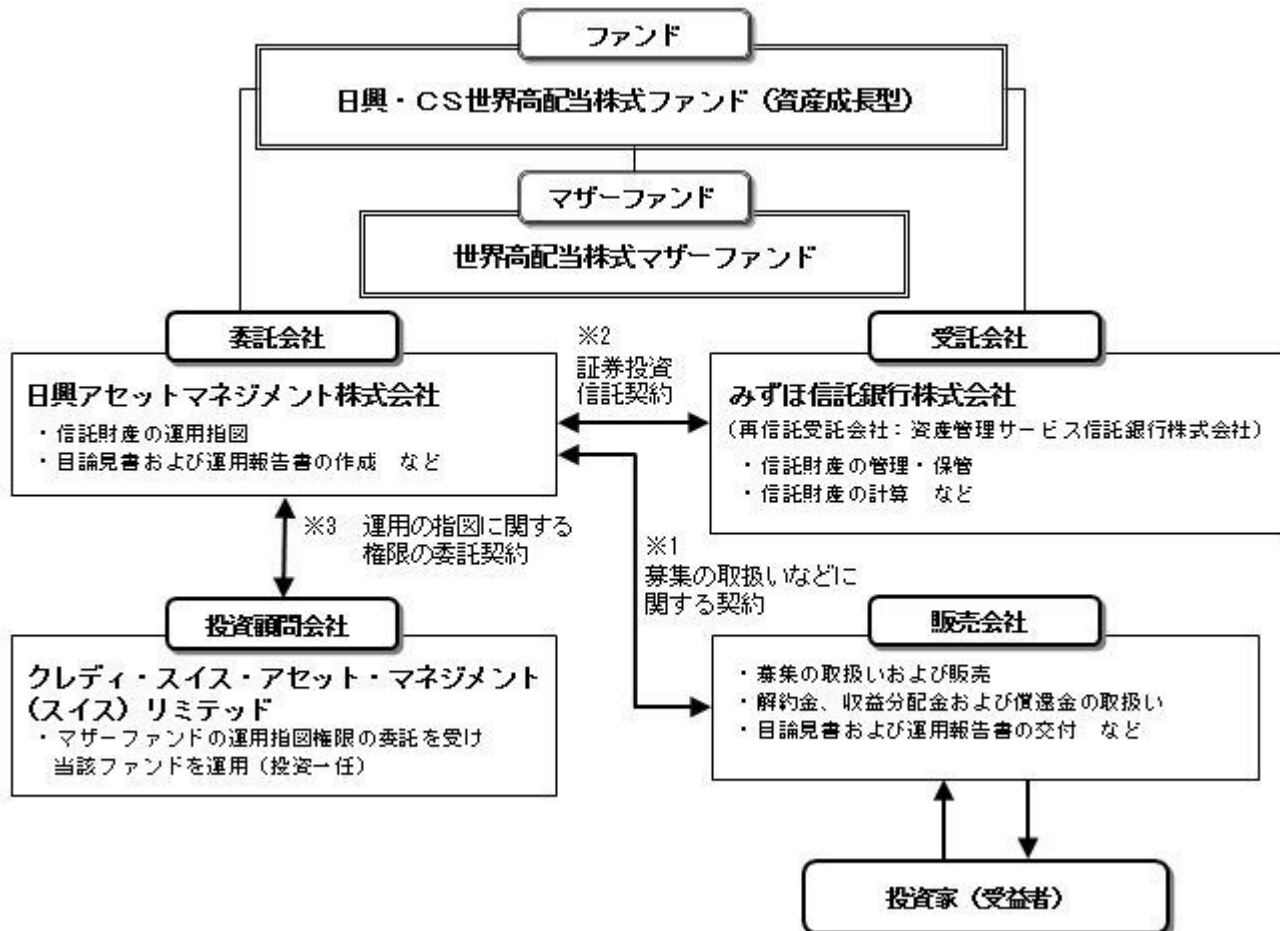 ファンド
日興・ＣＳ世界高配当株式ファンド（資産成長型）
マザーファンド
世界高配当株式マザーファンド
委託会社
日興アセットマネジメント株式会社
・信託財産の運用指図
・目論見書および運用報告書の作成　など
※2
証券投資
信託契約
受託会社
みずほ信託銀行株式会社
（再信託受託会社：資産管理サービス信託銀行株式会社）
・信託財産の管理・保管
・信託財産の計算　など
※3　運用の指図に関する
権限の委託契約
※1
募集の取扱いなどに
関する契約
投資顧問会社
クレディ・スイス・アセット・マネジメント
(スイス) リミテッド
・マザーファンドの運用指図権限の委託を受け
当該ファンドを運用（投資一任）
販売会社
・募集の取扱いおよび販売
・解約金、収益分配金および償還金の取扱い
・目論見書および運用報告書の交付　など
投資家（受益者）